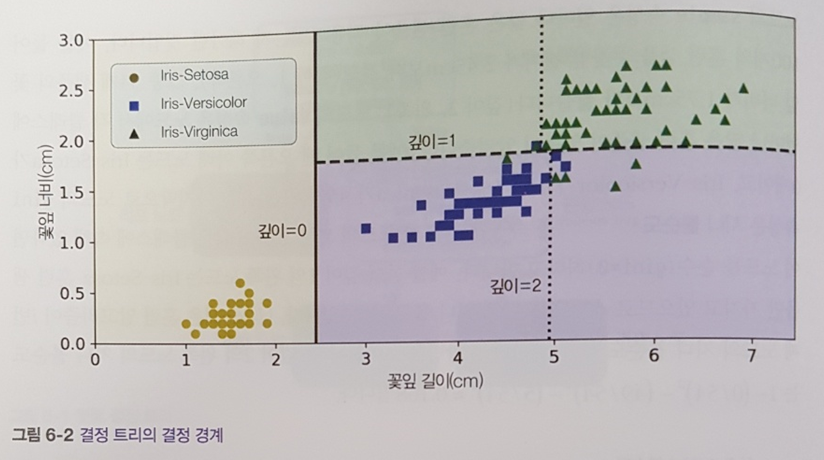 3.0
2.5
2.0
1.5
1.0
0.5
0.0
꽃잎 너비(cm)
Iris-Setosa
Iris-Versicolor
Iris-Virginica
깊이=1
깊이=0
깊이=2
0 1 2 3 4 5 6 7
꽃잎 길이(cm)
그림 6-2 결정 트리의 결정 경계